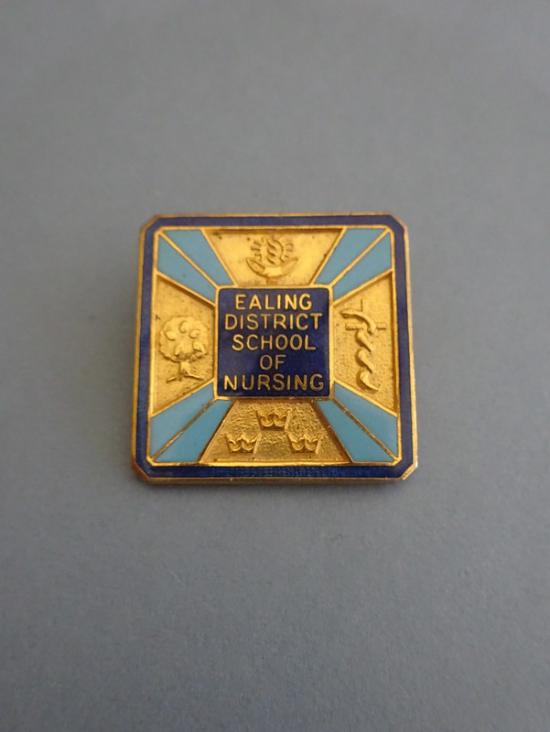 EALING
DISTRICT
SCHOOL
OF
NURSING